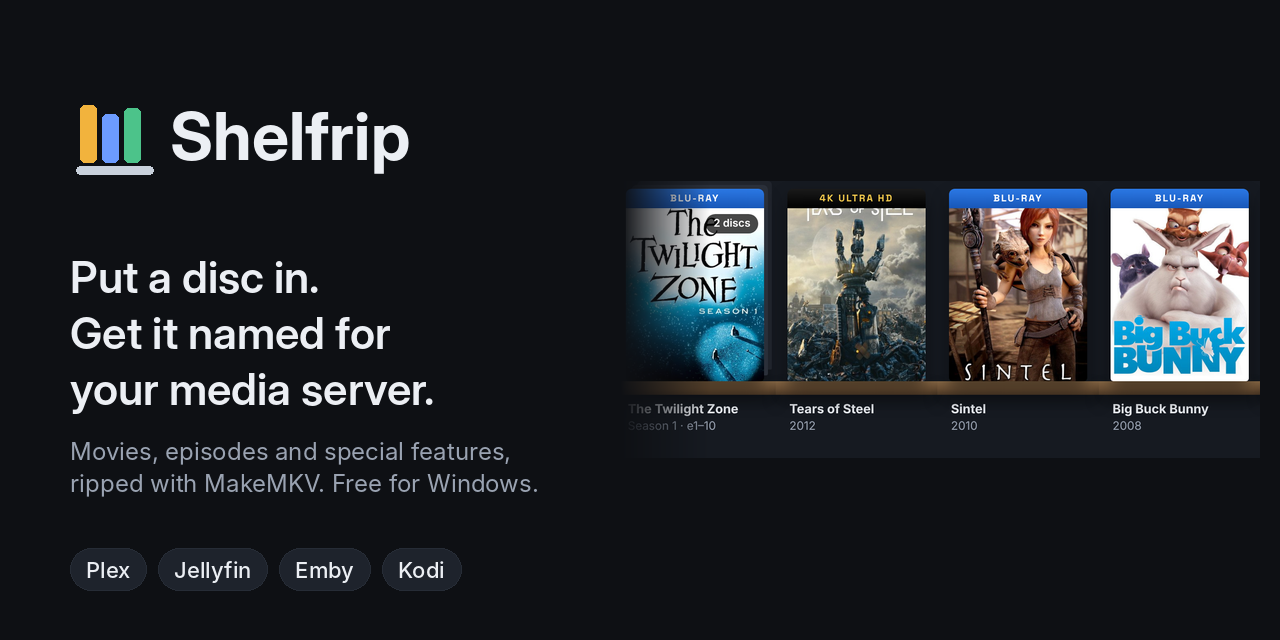 Shelfrip
Put a disc in.
Get it named for
your media server.
Movies, episodes and special features,
ripped with MakeMKV. Free for Windows.
Plex
Jellyfin
Emby
Kodi
BLU-RAY
2 discs
The
TWILIGHT
ZONE
SEASON 1
The Twilight Zone
Season 1 · e1–10
4K ULTRA HD
TEARS OF STEEL
Tears of Steel
2012
BLU-RAY
SINTEL
Sintel
2010
BLU-RAY
Big Buck
BUNNY
Big Buck Bunny
2008